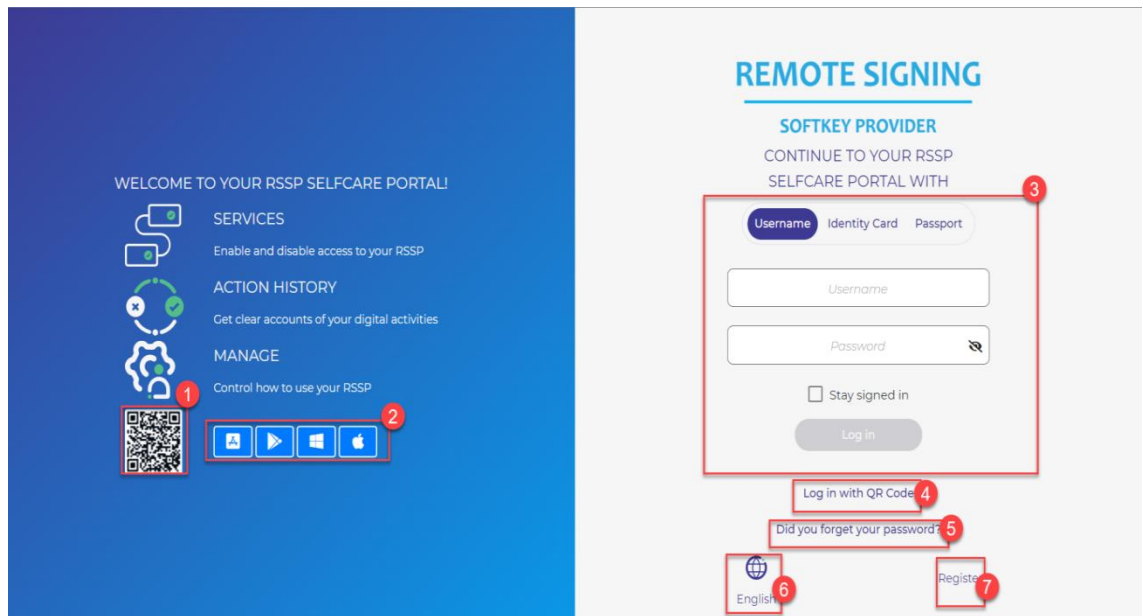 WELCOME TO YOUR RSSP SELFCARE PORTAL!
SERVICES
Enable and disable access to your RSSP
ACTION HISTORY
Get clear accounts of your digital activities
MANAGE
Control how to use your RSSP
1
2
REMOTE SIGNING
SOFTKEY PROVIDER
CONTINUE TO YOUR RSSP
SELFCARE PORTAL WITH
3
Username Identity Card Passport
Username
Password
Stay signed in
Log in
Log in with QR Code 4
Did you forget your password? 5
English 6
Register 7